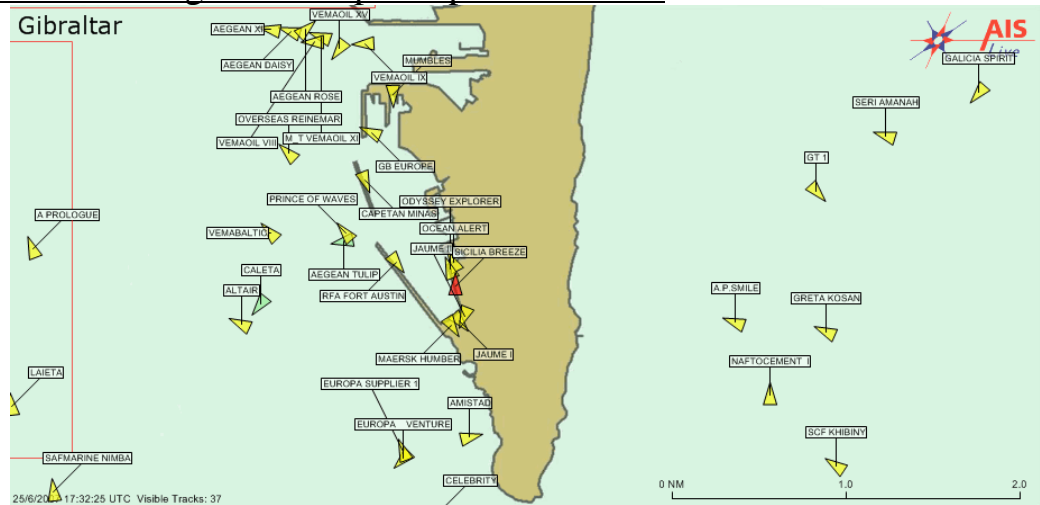 Gibraltar
VEMAOIL XV
AEGEAN XI
AIS
Live
MUMBLES
GALICIA SPIRIT
AEGEAN DAISY
VEMAOIL IX
AEGEAN ROSE
SERI AMANAH
OVERSEAS REINEMAR
VEMAOIL VIII
M_T VEMAOIL XI
GT 1
GB EUROPE
PRINCE OF WAVES
ODYSSEY EXPLORER
CAPETAN MINAS
A PROLOGUE
VEMABALTIC
OCEAN ALERT
JAUME
SICILIA BREEZE
CALETA
AEGEAN TULIP
ALTAIR
RFA FORT AUSTIN
A.P.SMILE
GRETA KOSAN
MAERSK HUMBER
JAUME I
NAFTOCEMENT I
LAIETA
EUROPA SUPPLIER 1
AMISTAD
EUROPA VENTURE
SCF KHIBINY
SAFMARINE NIMBA
CELEBRITY
0 NM
1.0
2.0
17:32:25 UTC Visible Tracks: 37